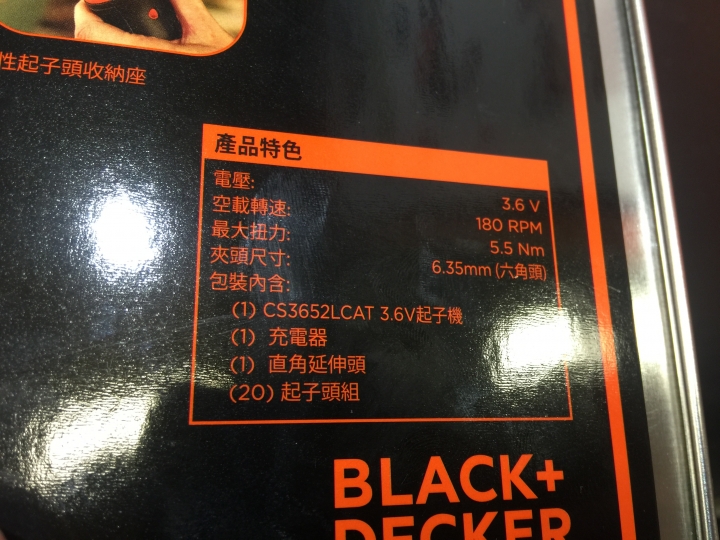 性起子頭收納座
產品特色
電壓: 3.6 V
空載轉速: 180 RPM
最大扭力: 5.5 Nm
夾頭尺寸: 6.35mm (六角頭)
包裝內含:
(1) CS3652LCAT 3.6V起子機
(1) 充電器
(1) 直角延伸頭
(20) 起子頭組
BLACK+
DECKER